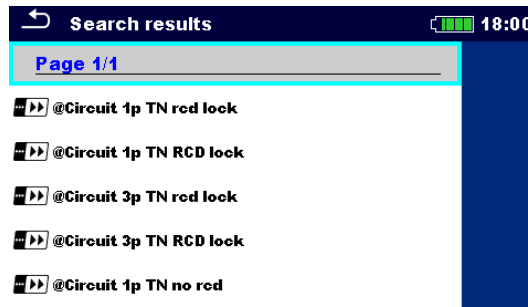 Search results 18:00
Page 1/1
@Circuit 1p TN rcd lock
@Circuit 1p TN RCD lock
@Circuit 3p TN rcd lock
@Circuit 3p TN RCD lock
@Circuit 1p TN no rcd